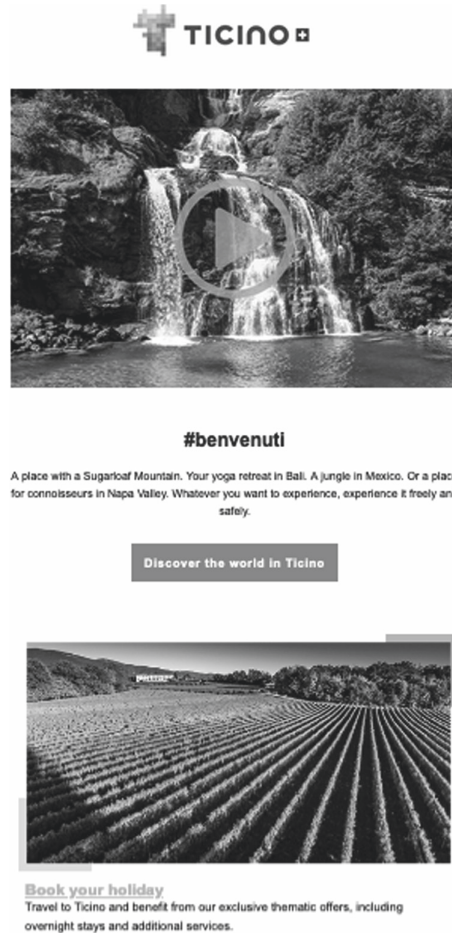 TICINO
#benvenuti
A place with a Sugarloaf Mountain. Your yoga retreat in Bali. A jungle in Mexico. Or a plac
for connoisseurs in Napa Valley. Whatever you want to experience, experience it freely an
safely.
Discover the world in Ticino
Book your holiday
Travel to Ticino and benefit from our exclusive thematic offers, including
overnight stays and additional services.